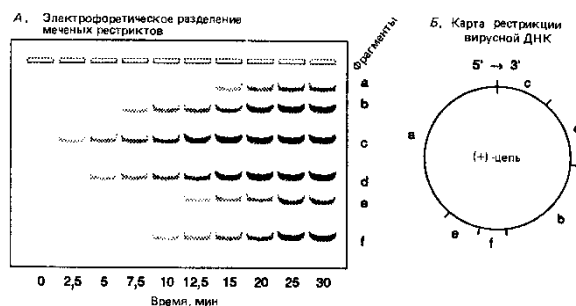 А. Электрофоретическое разделение
меченых рестриктов
Фрагменты
a
b
c
d
e
f
0 2,5 5 7,5 10 12,5 15 20 25 30
Время, мин
Б. Карта рестрикции
вирусной ДНК
5' → 3'
c
a
(+)-цепь
b
e
f